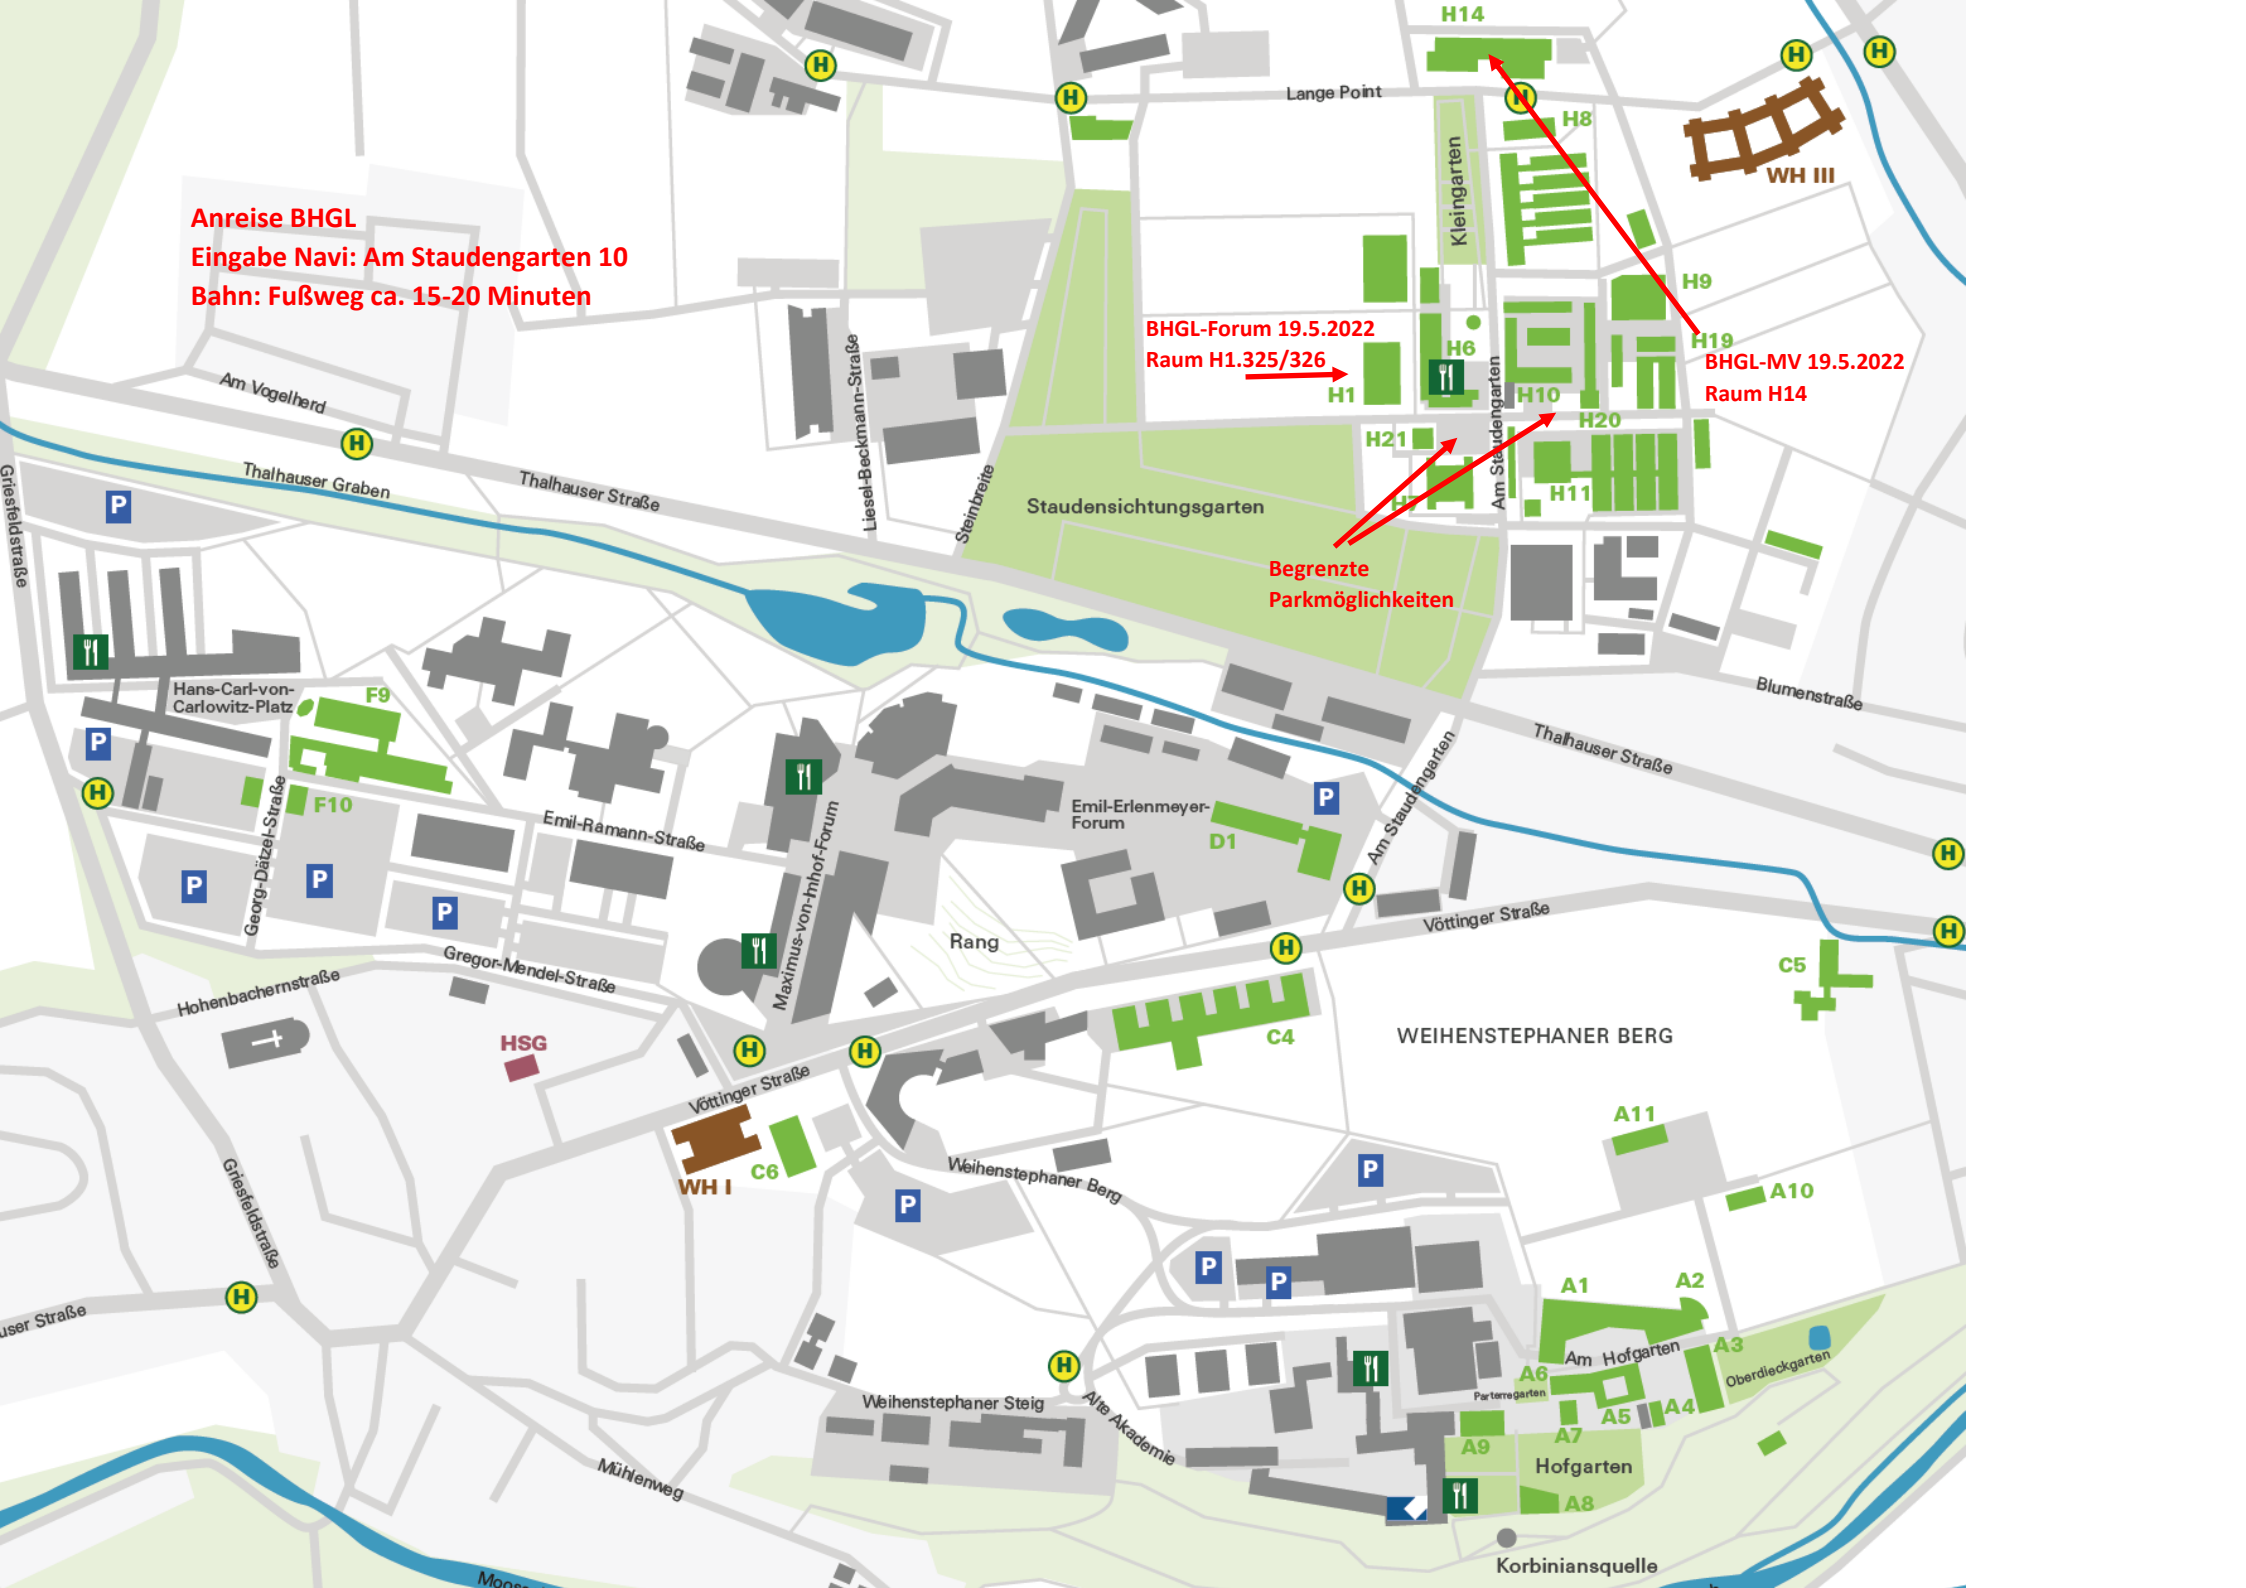 H14
H
H
H
H
Lange Point
H
H8
Kleingarten
WH III
Anreise BHGL
Eingabe Navi: Am Staudengarten 10
Bahn: Fußweg ca. 15-20 Minuten
H9
BHGL-Forum 19.5.2022
Raum H1.325/326
H6
H19
BHGL-MV 19.5.2022
Raum H14
H1
H10
H20
H21
H11
H7
Am Staudengarten
Am Vogelherd
H
Liesel-Beckmann-Straße
Steinbreite
Thalhauser Graben
Thalhauser Straße
Griesfeldstraße
P
Staudensichtungsgarten
Begrenzte
Parkmöglichkeiten
Blumenstraße
Hans-Carl-von-
Carlowitz-Platz
F9
P
H
F10
Georg-Dätzel-Straße
Emil-Ramann-Straße
Maximus-von-Imhof-Forum
Emil-Erlenmeyer-
Forum
D1
P
Am Staudengarten
Thalhauser Straße
H
H
P
P
P
Vöttinger Straße
H
H
Rang
Gregor-Mendel-Straße
Hohenbachernstraße
C5
HSG
C4
WEIHENSTEPHANER BERG
H
H
Vöttinger Straße
WH I
C6
A11
Weihenstephaner Berg
P
P
A10
Griesfeldstraße
H
P
P
A1
A2
user Straße
H
Am Hofgarten
A3
Oberdieckgarten
A6
Parterregarten
A5
A4
A7
Weihenstephaner Steig
Alte Akademie
A9
Hofgarten
Mühlenweg
A8
Korbiniansquelle